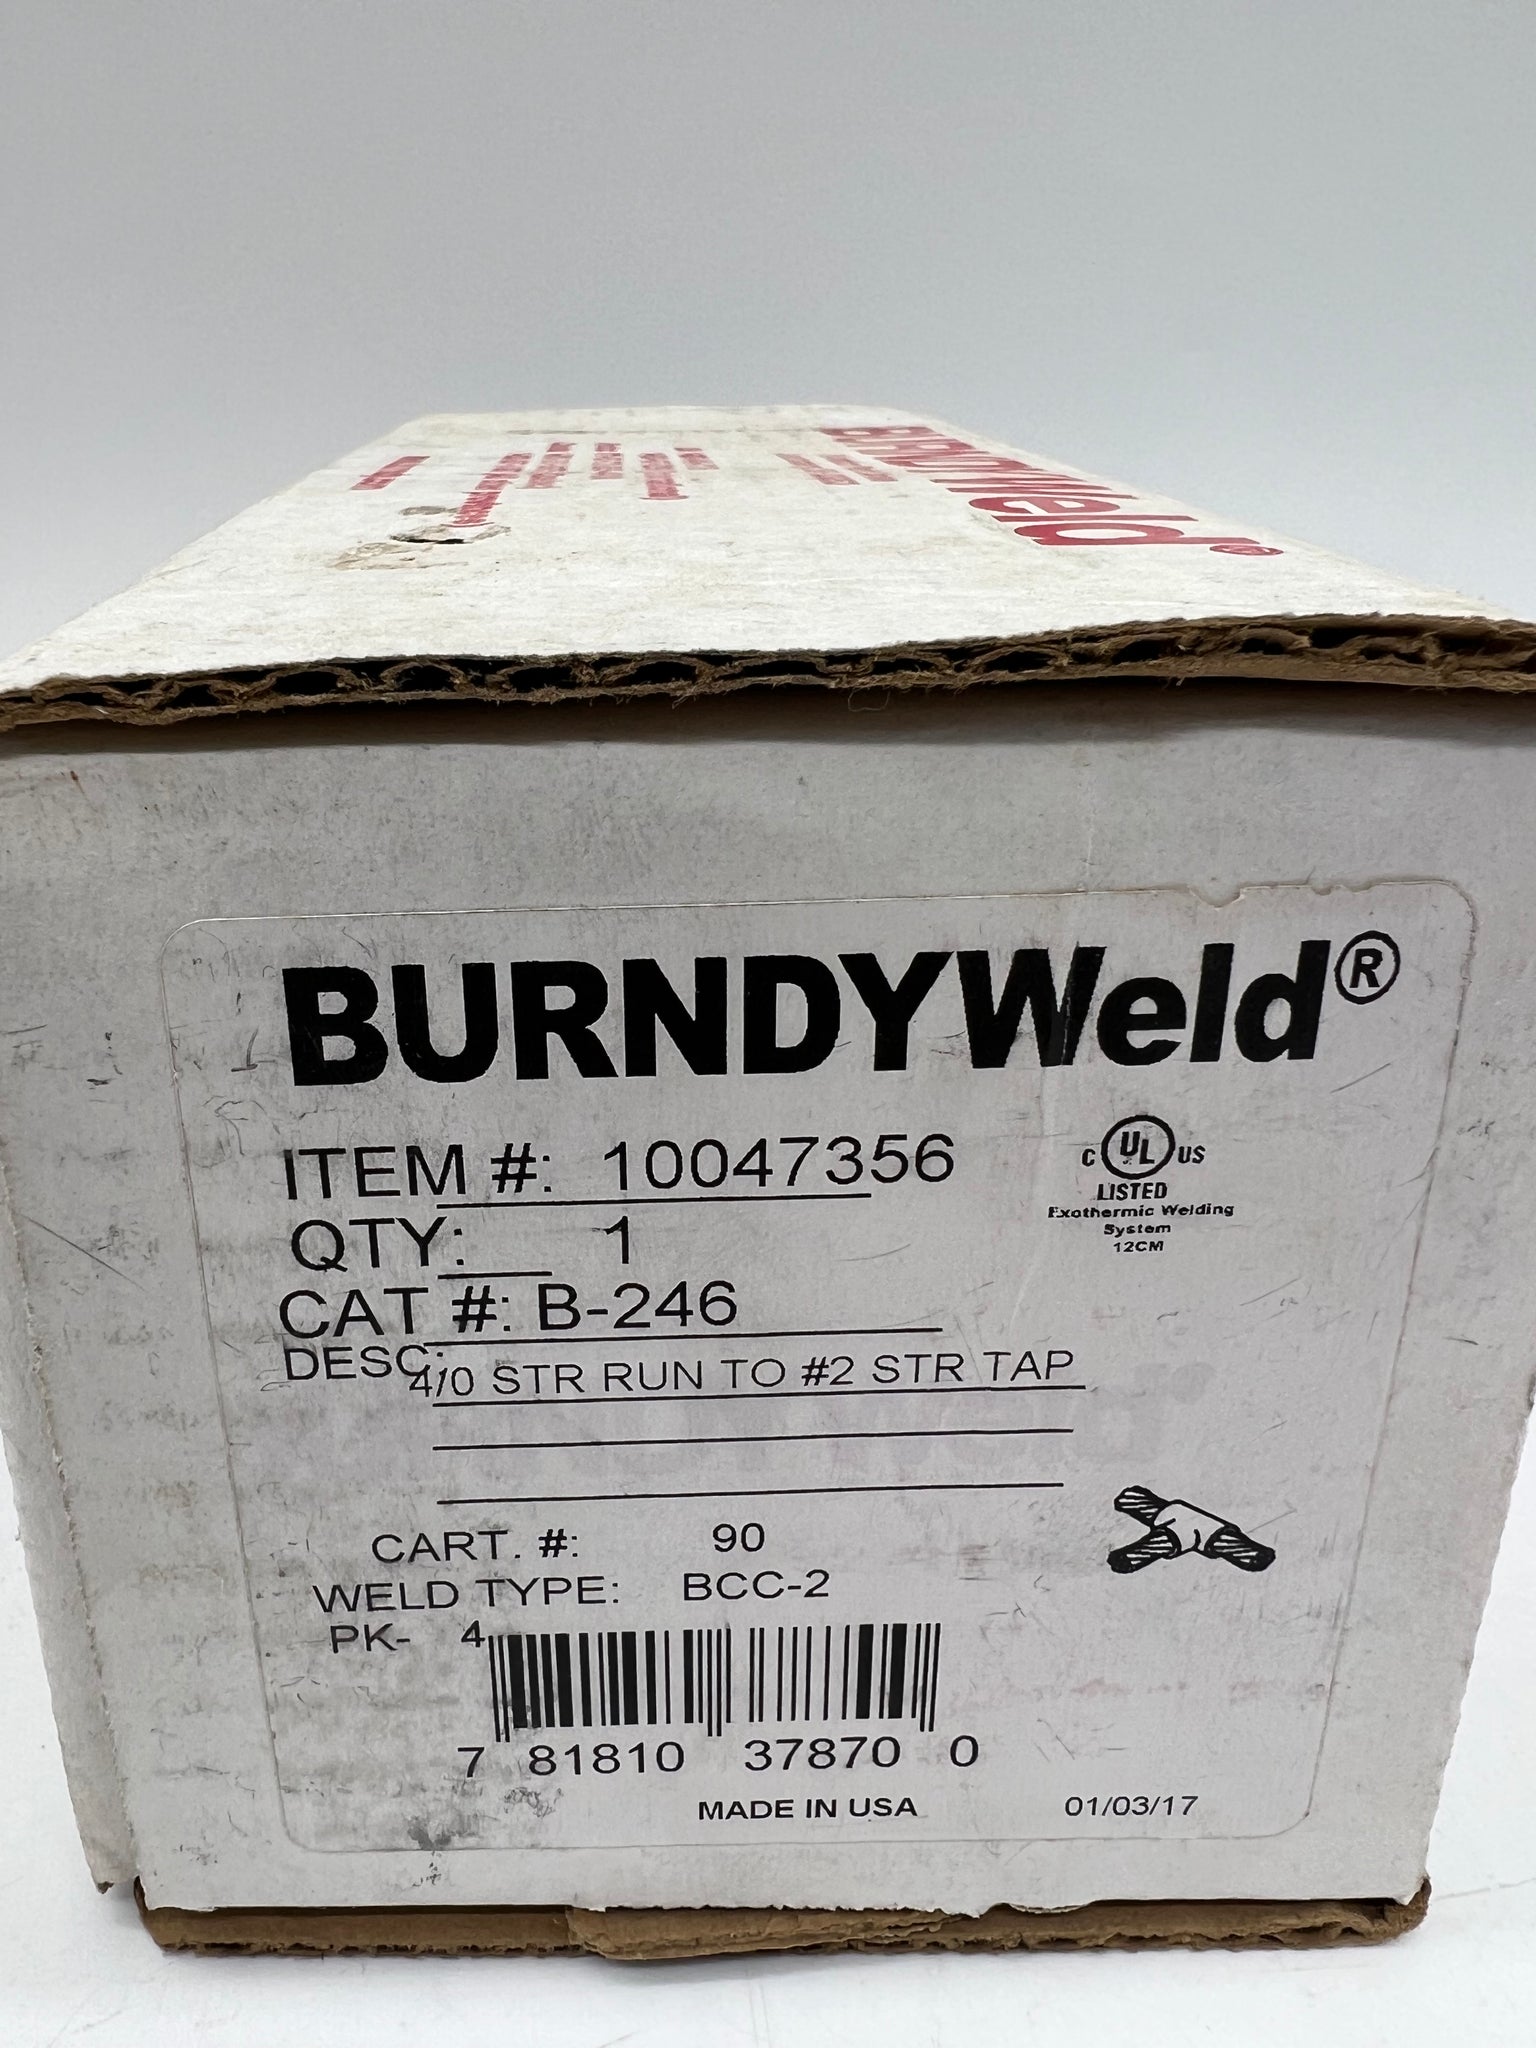 BURNDYWeld®
BURNDYWeld®
ITEM #: 10047356
QTY: 1
CAT #: B-246
DESC: 4/0 STR RUN TO #2 STR TAP
C UL US
LISTED
Exothermic Welding
System
12CM
CART. #: 90
WELD TYPE: BCC-2
PK- 4
7 81810 37870 0
MADE IN USA 01/03/17